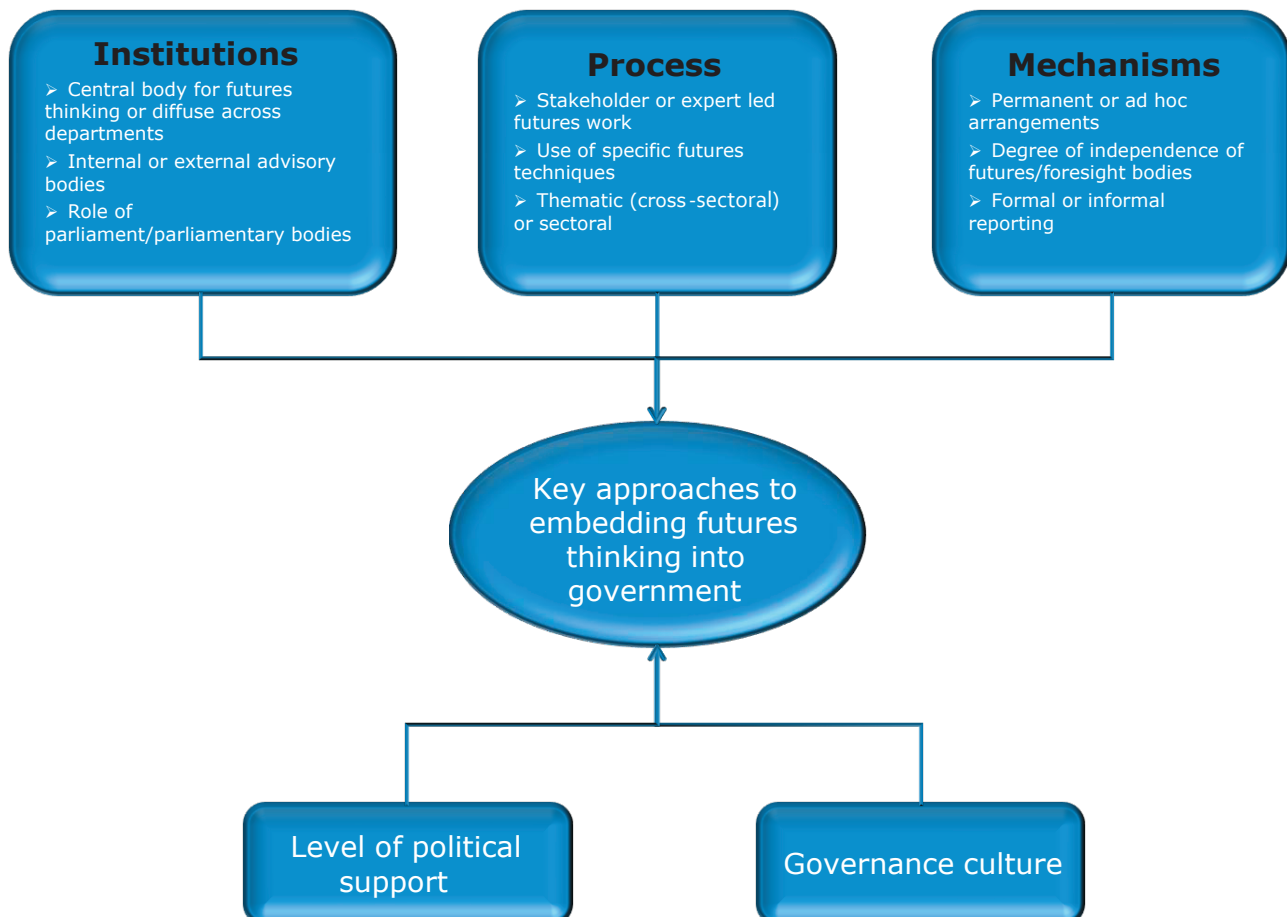 Institutions
➢ Central body for futures
thinking or diffuse across
departments
➢ Internal or external advisory
bodies
➢ Role of
parliament/parliamentary bodies
Process
➢ Stakeholder or expert led
futures work
➢ Use of specific futures
techniques
➢ Thematic (cross-sectoral)
or sectoral
Mechanisms
➢ Permanent or ad hoc
arrangements
➢ Degree of independence of
futures/foresight bodies
➢ Formal or informal
reporting
Key approaches to
embedding futures
thinking into
government
Level of political
support
Governance culture